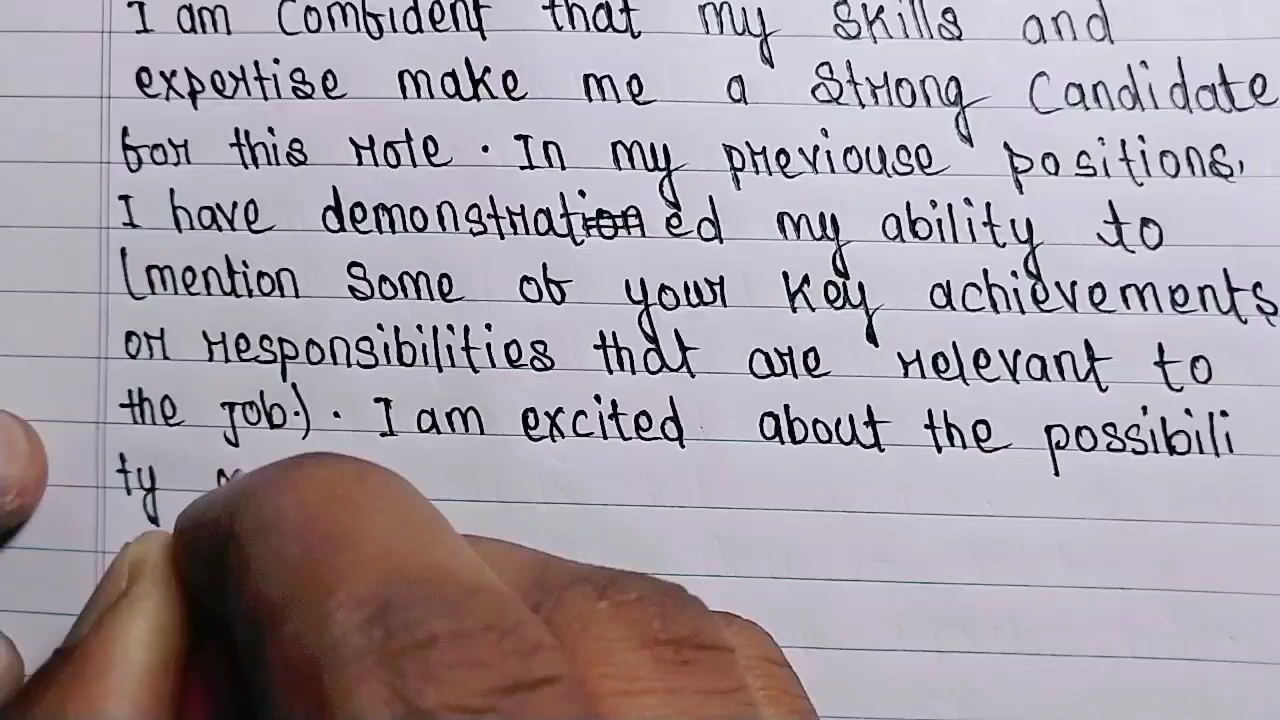 I am Confident that my Skills and
expertise make me a Strong Candidate
for this role. In my previouse positions,
I have demonstrated my ability to
(mention Some of your Key achievements
or responsibilities that are relevant to
the Job.). I am excited about the possibili
ty